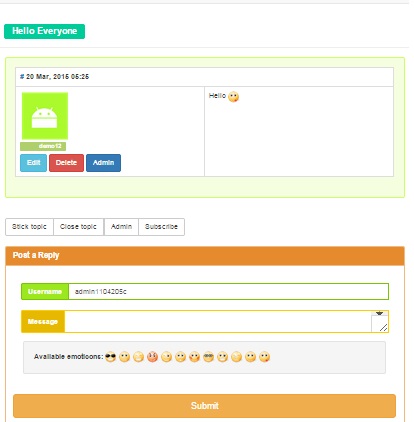 Hello Everyone
# 20 Mar, 2015 05:25
Hello
demo12
Edit
Delete
Admin
Stick topic
Close topic
Admin
Subscribe
Post a Reply
Username
admin1104205c
Message
Available emoticons:
Submit